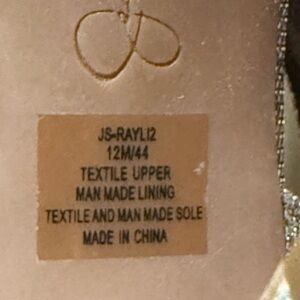 JS-RAYLI2
12M/44
TEXTILE UPPER
MAN MADE LINING
TEXTILE AND MAN MADE SOLE
MADE IN CHINA